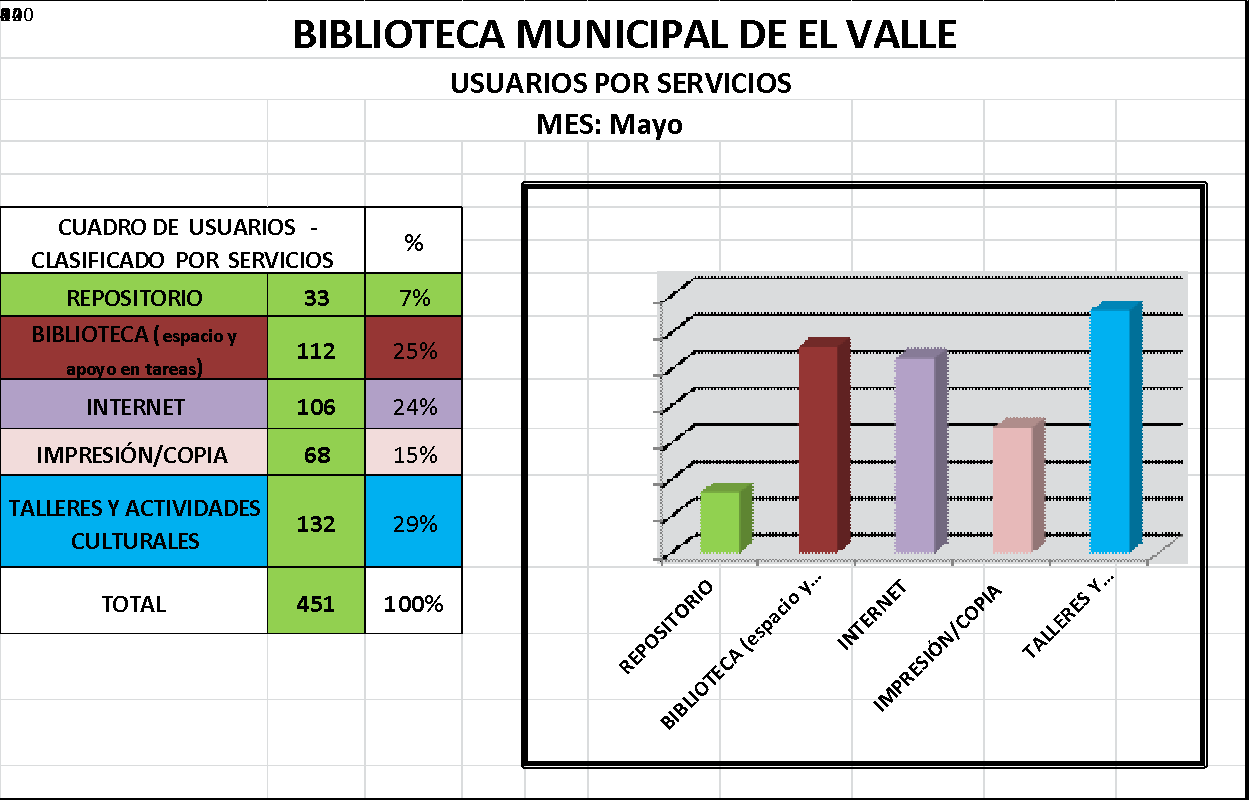 BIBLIOTECA MUNICIPAL DE EL VALLE
USUARIOS POR SERVICIOS
MES: Mayo
CUADRO DE USUARIOS -
CLASIFICADO POR SERVICIOS
%
REPOSITORIO 33 7%
BIBLIOTECA (espacio y
apoyo en tareas)
112 25%
INTERNET 106 24%
IMPRESIÓN/COPIA 68 15%
TALLERES Y ACTIVIDADES
CULTURALES
132 29%
TOTAL 451 100%
REPOSITORIO
BIBLIOTECA (espacio y...
INTERNET
IMPRESIÓN/COPIA
TALLERES Y...